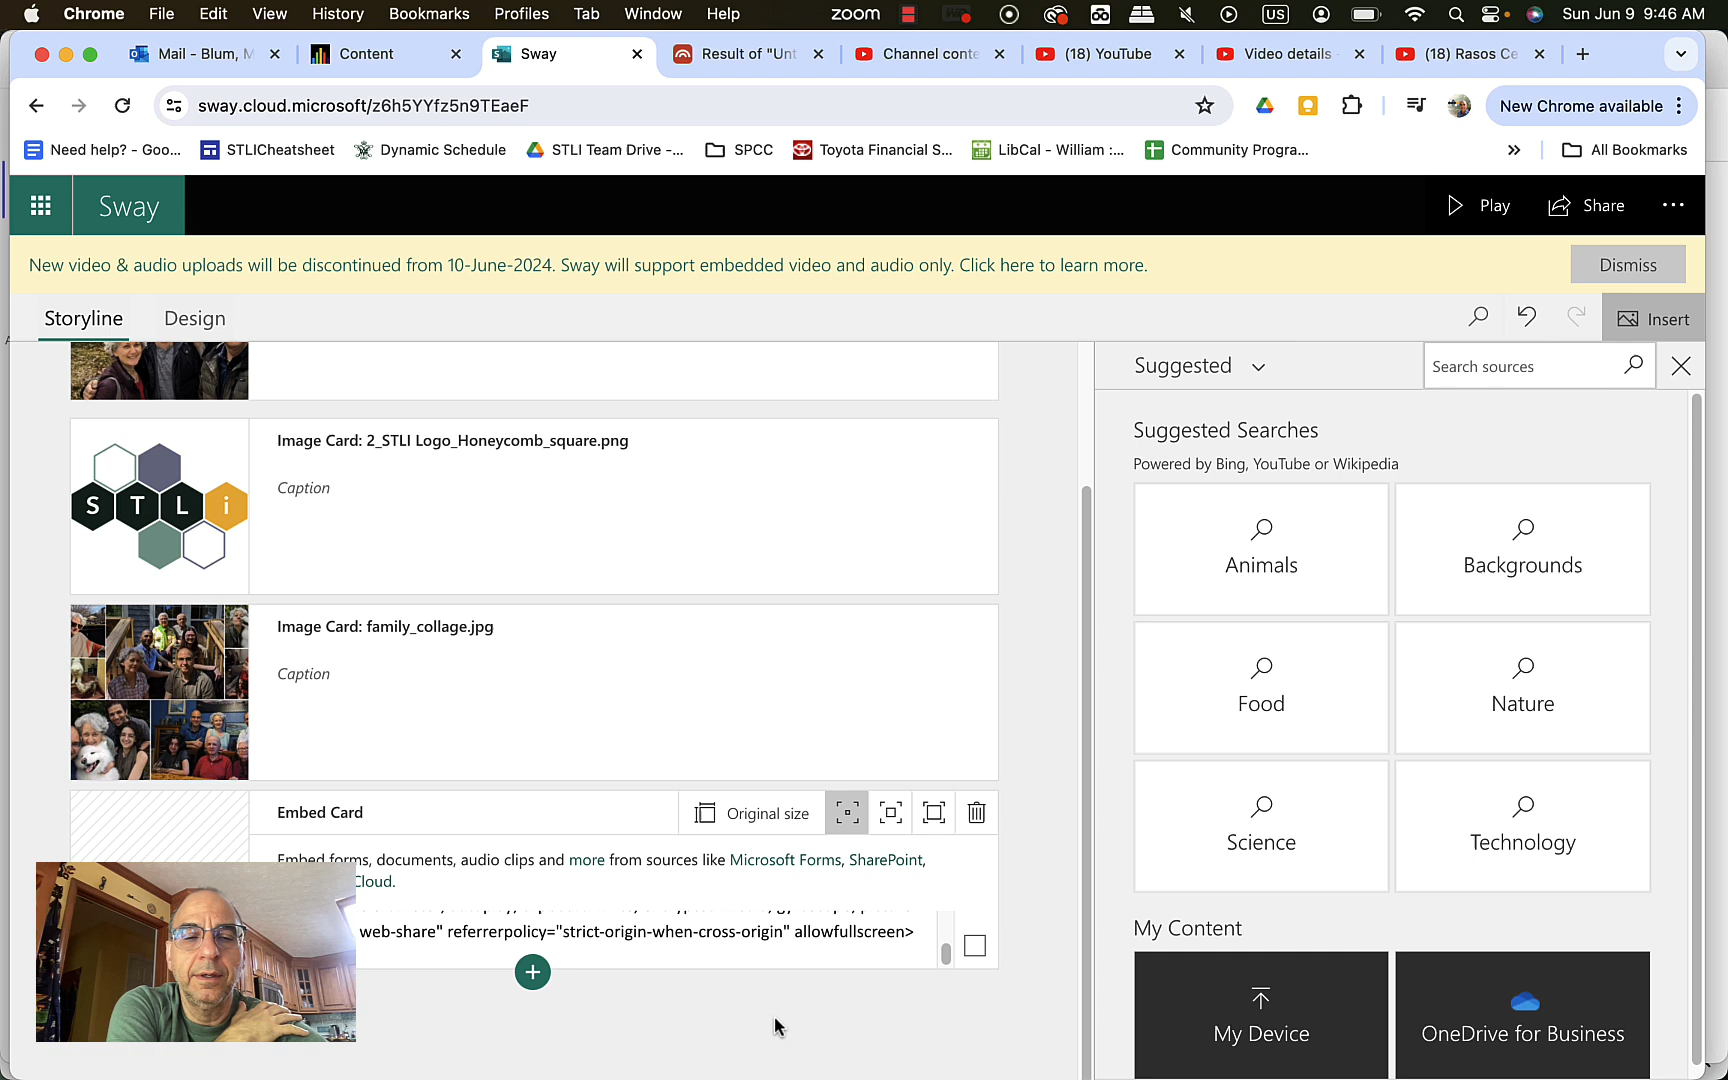 Chrome File Edit View History Bookmarks Profiles Tab Window Help zoom US Sun Jun 9 9:46 AM
Mail - Blum, M Content Sway Result of "Unt Channel conte (18) YouTube Video details - (18) Rasos Ce
sway.cloud.microsoft/z6h5YYfz5n9TEaeF New Chrome available
Need help? - Goo... STLICheatsheet Dynamic Schedule STLI Team Drive -... SPCC Toyota Financial S... LibCal - William :... Community Progra... All Bookmarks
Sway Play Share
New video & audio uploads will be discontinued from 10-June-2024. Sway will support embedded video and audio only. Click here to learn more. Dismiss
Storyline Design Insert
Suggested Search sources
Image Card: 2_STLI Logo_Honeycomb_square.png
Caption
S T L i
Image Card: family_collage.jpg
Caption
Embed Card Original size
Embed forms, documents, audio clips and more from sources like Microsoft Forms, SharePoint,
Cloud.
web-share" referrerpolicy="strict-origin-when-cross-origin" allowfullscreen>
Suggested Searches
Powered by Bing, YouTube or Wikipedia
Animals Backgrounds
Food Nature
Science Technology
My Content
My Device OneDrive for Business